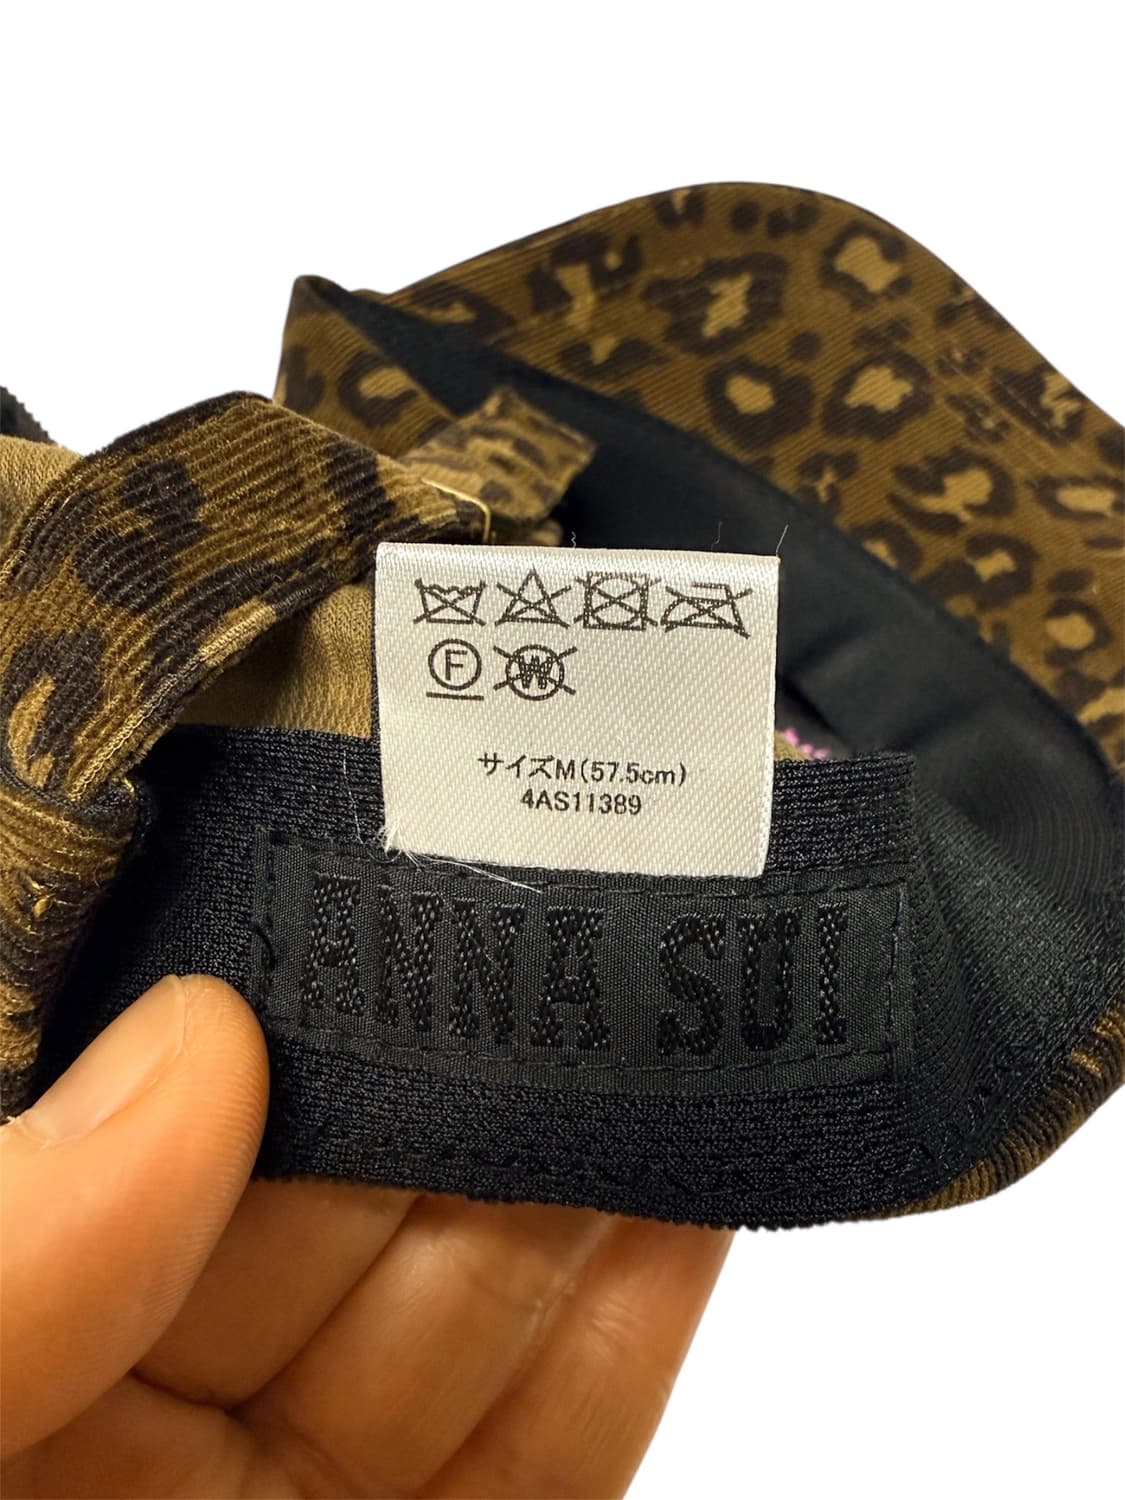 F W
サイズM(57.5cm)
4AS11389
ANNA SUI